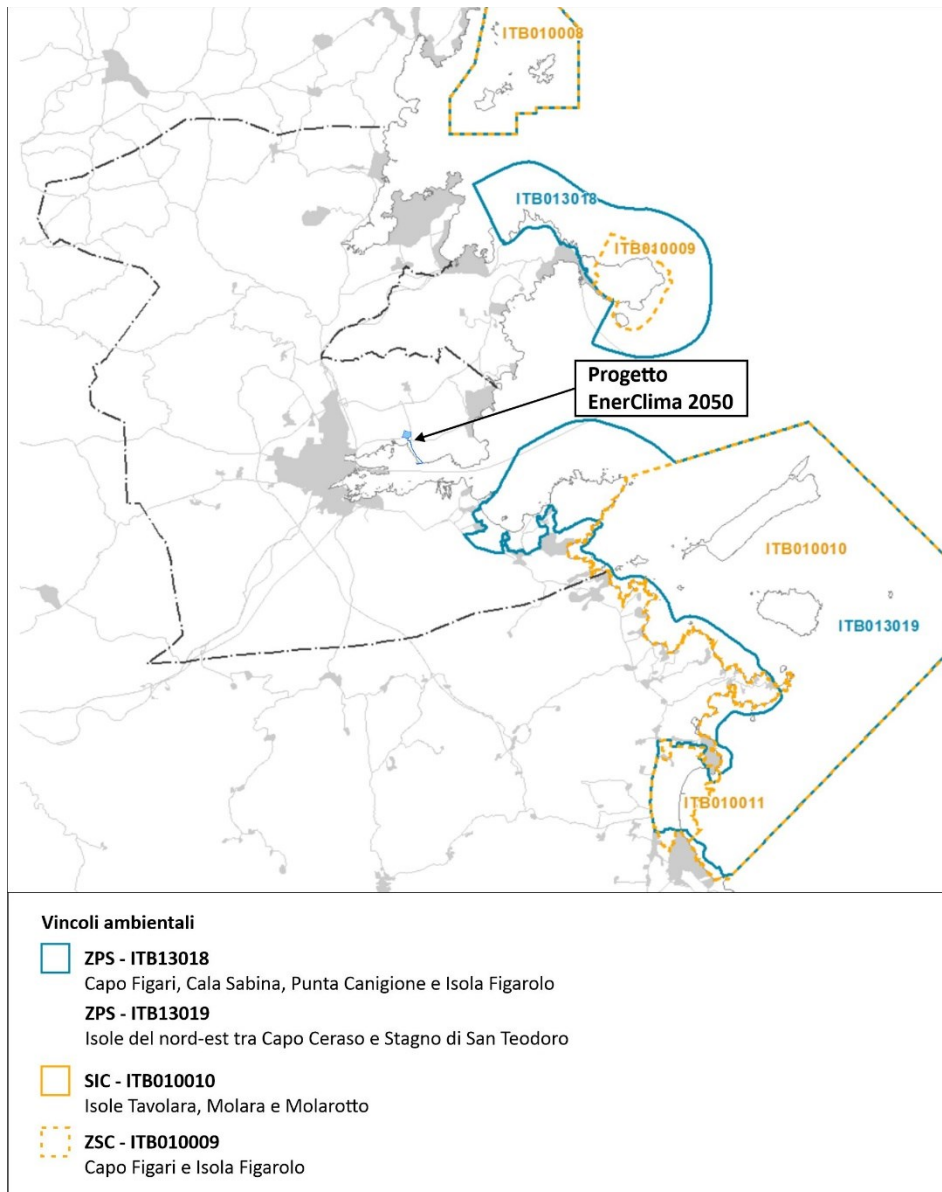 ITB010008
ITB013018
ITB010009
Progetto
EnerClima 2050
ITB010010
ITB013019
ITB010011
Vincoli ambientali
ZPS - ITB13018
Capo Figari, Cala Sabina, Punta Canigione e Isola Figarolo
ZPS - ITB13019
Isole del nord-est tra Capo Ceraso e Stagno di San Teodoro
SIC - ITB010010
Isole Tavolara, Molara e Molarotto
ZSC - ITB010009
Capo Figari e Isola Figarolo